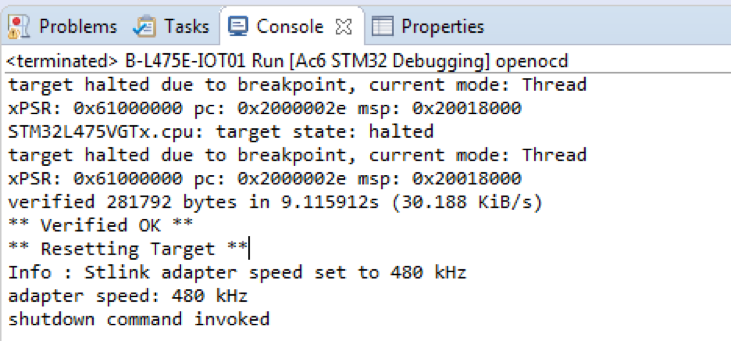 Problems Tasks Console Properties
<terminated> B-L475E-IOT01 Run [Ac6 STM32 Debugging] openocd
target halted due to breakpoint, current mode: Thread
xPSR: 0x61000000 pc: 0x2000002e msp: 0x20018000
STM32L475VGTx.cpu: target state: halted
target halted due to breakpoint, current mode: Thread
xPSR: 0x61000000 pc: 0x2000002e msp: 0x20018000
verified 281792 bytes in 9.115912s (30.188 KiB/s)
** Verified OK **
** Resetting Target **
Info : Stlink adapter speed set to 480 kHz
adapter speed: 480 kHz
shutdown command invoked